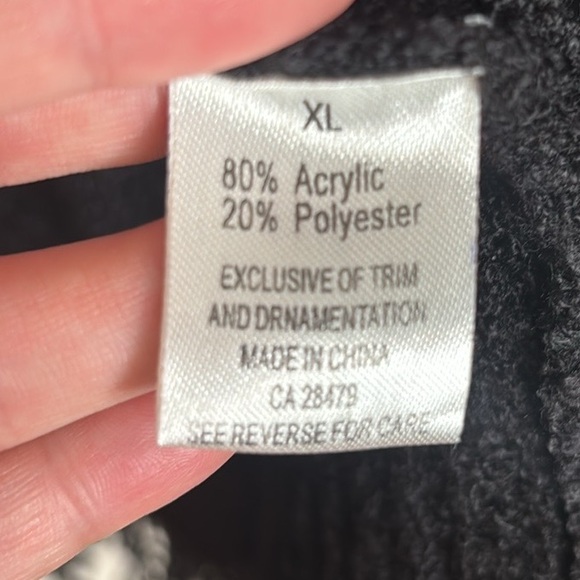 XL
80% Acrylic
20% Polyester
EXCLUSIVE OF TRIM
AND DRNAMENTATION
MADE IN CHINA
CA 28479
SEE REVERSE FOR CARE